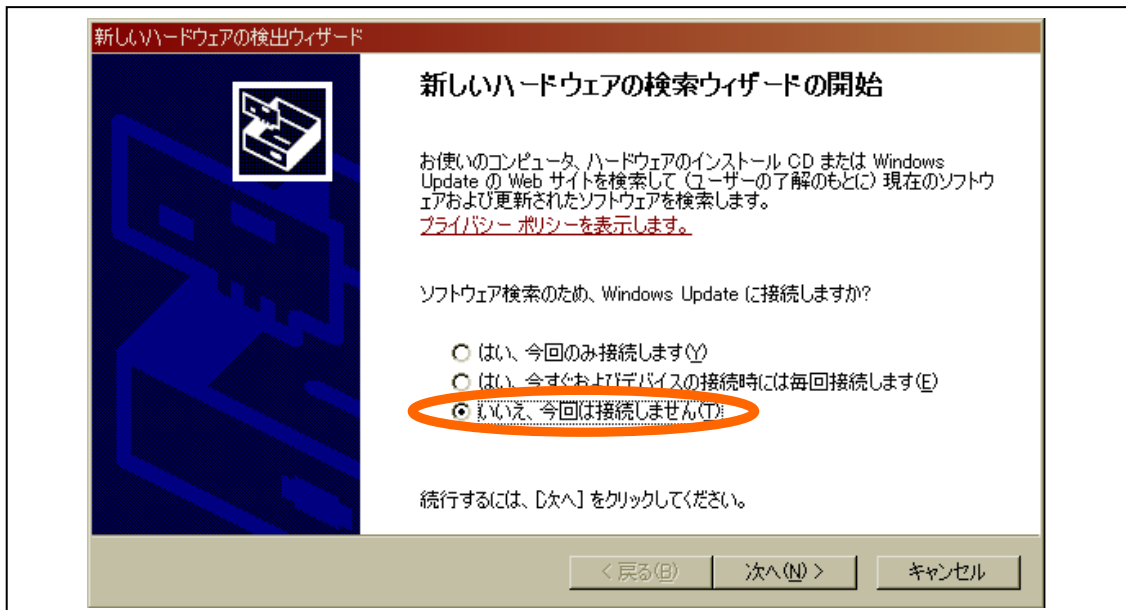 新しいハードウェアの検出ウィザード
新しいハードウェアの検索ウィザードの開始
お使いのコンピュータ、ハードウェアのインストール CD または Windows
Update の Web サイトを検索して (ユーザーの了解のもとに) 現在のソフトウ
ェアおよび更新されたソフトウェアを検索します。
プライバシー ポリシーを表示します。
ソフトウェア検索のため、Windows Update に接続しますか?
はい、今回のみ接続します(Y)
はい、今すぐおよびデバイスの接続時には毎回接続します(E)
いいえ、今回は接続しません(T)
続行するには、[次へ] をクリックしてください。
< 戻る(B) 次へ(N) > キャンセル